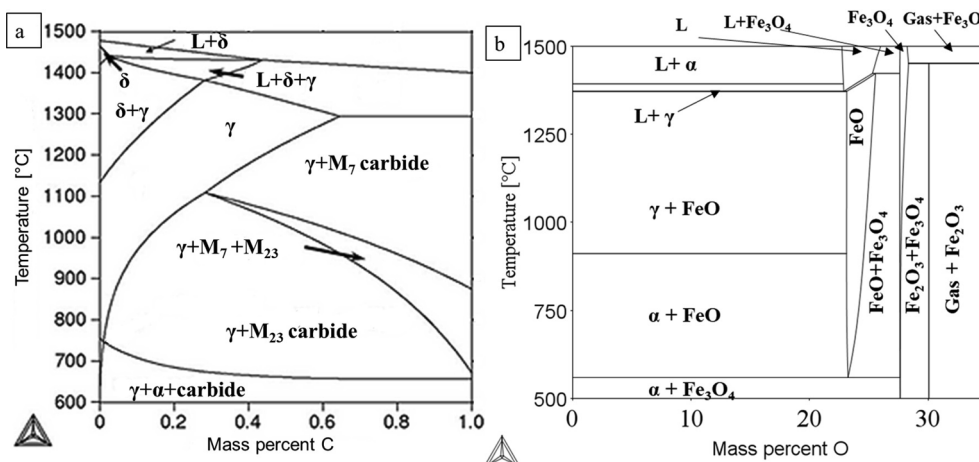 a
1500
1400
1300
1200
1100
1000
900
800
700
600
Temperature [°C]
L+δ
δ
L+δ+γ
δ+γ
γ
γ+M₇ carbide
γ+M₇ +M₂₃
γ+M₂₃ carbide
γ+α+carbide
0
0.2
0.4
0.6
0.8
1.0
Mass percent C
b
L
L+Fe₃O₄
Fe₃O₄
Gas+Fe₃O
1500
1250
1000
750
500
Temperature [°C]
L+ α
L+ γ
FeO
γ + FeO
α + FeO
α + Fe₃O₄
FeO+Fe₃O₄
Fe₂O₃+Fe₃O₄
Gas + Fe₂O₃
0
10
20
30
Mass percent O